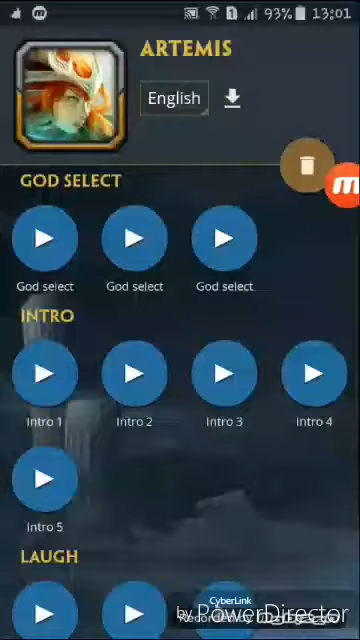 93% 13:01
ARTEMIS
English
GOD SELECT
God select God select God select
INTRO
Intro 1 Intro 2 Intro 3 Intro 4
Intro 5
LAUGH
CyberLink
by PowerDirector